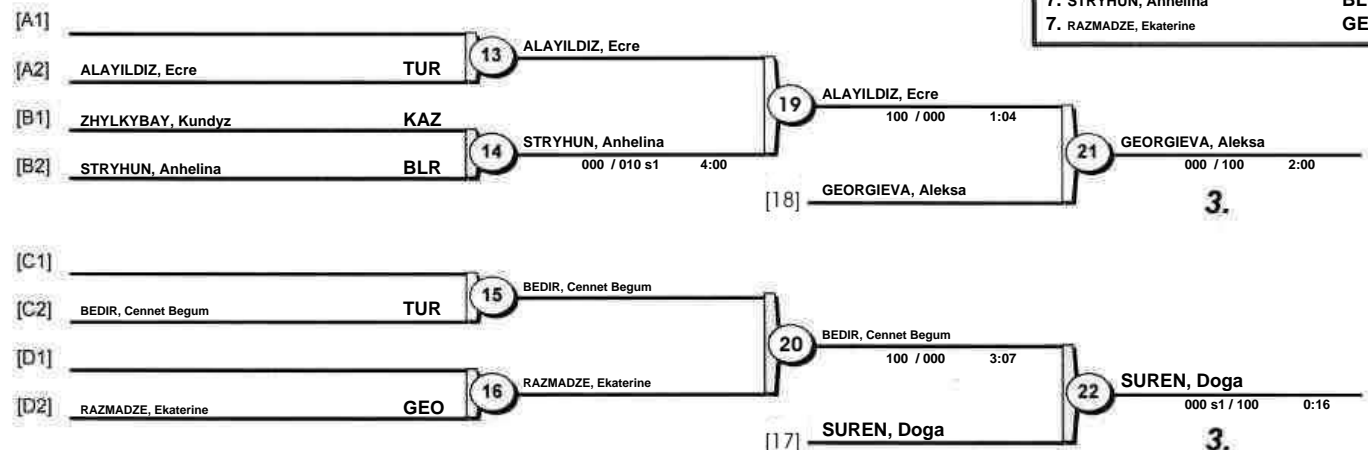 7. STRYHUN, Anhelina BL
7. RAZMADZE, Ekaterine GE
[A1]
[A2] ALAYILDIZ, Ecre TUR
13 ALAYILDIZ, Ecre
[B1] ZHYLKYBAY, Kundyz KAZ
[B2] STRYHUN, Anhelina BLR
14 STRYHUN, Anhelina
000 / 010 s1 4:00
19 ALAYILDIZ, Ecre
100 / 000 1:04
[18] GEORGIEVA, Aleksa
21 GEORGIEVA, Aleksa
000 / 100 2:00
3.
[C1]
[C2] BEDIR, Cennet Begum TUR
15 BEDIR, Cennet Begum
[D1]
[D2] RAZMADZE, Ekaterine GEO
16 RAZMADZE, Ekaterine
20 BEDIR, Cennet Begum
100 / 000 3:07
[17] SUREN, Doga
22 SUREN, Doga
000 s1 / 100 0:16
3.